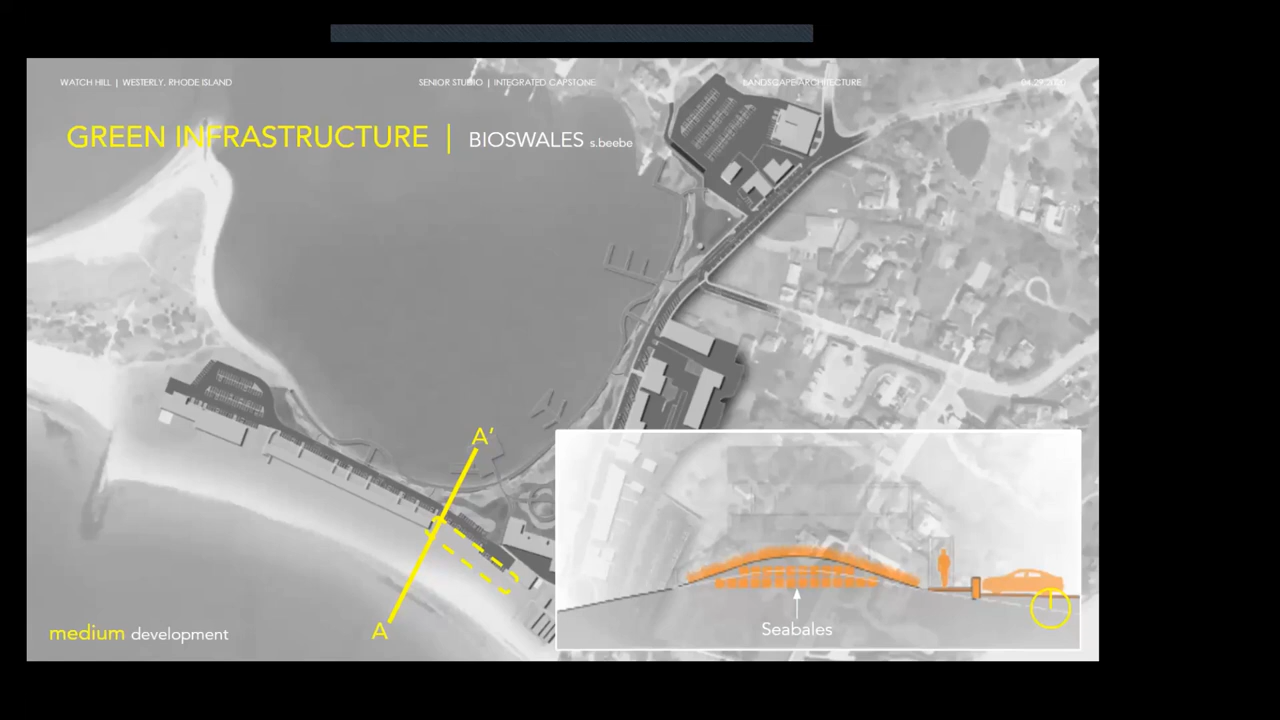 WATCH HILL | WESTERLY, RHODE ISLAND
SENIOR STUDIO | INTEGRATED CAPSTONE
LANDSCAPE ARCHITECTURE
GREEN INFRASTRUCTURE | BIOSWALES s.beebe
A'
A
Seabales
medium development